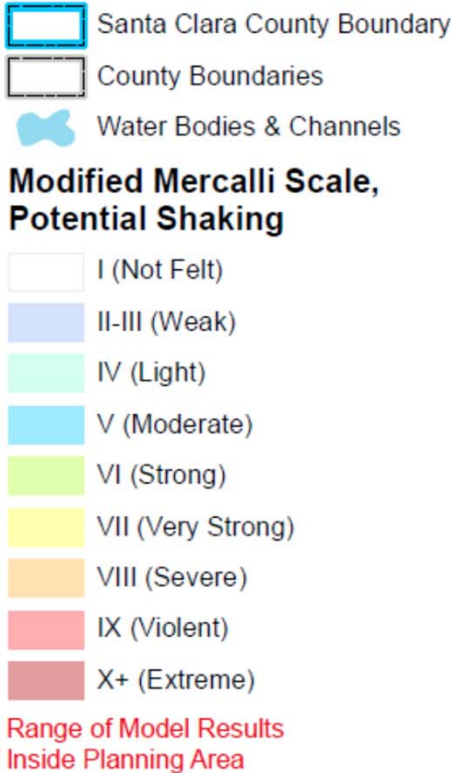 Santa Clara County Boundary
County Boundaries
Water Bodies & Channels
Modified Mercalli Scale,
Potential Shaking
I (Not Felt)
II-III (Weak)
IV (Light)
V (Moderate)
VI (Strong)
VII (Very Strong)
VIII (Severe)
IX (Violent)
X+ (Extreme)
Range of Model Results
Inside Planning Area